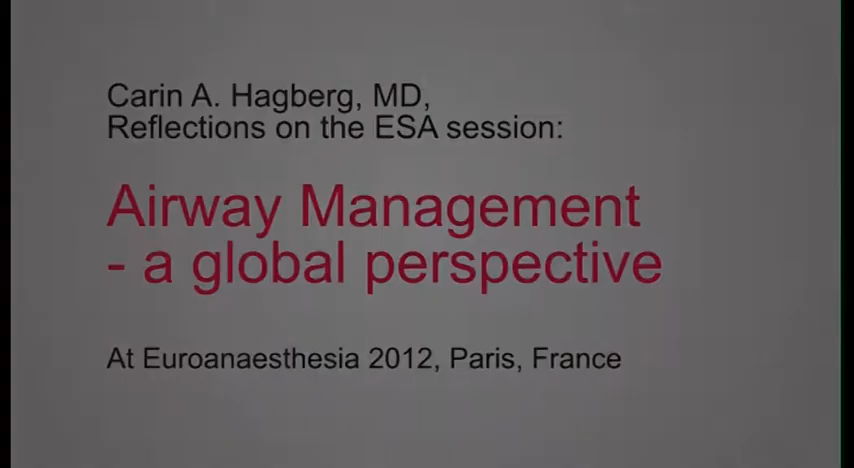 Carin A. Hagberg, MD,
Reflections on the ESA session:
Airway Management
- a global perspective
At Euroanaesthesia 2012, Paris, France